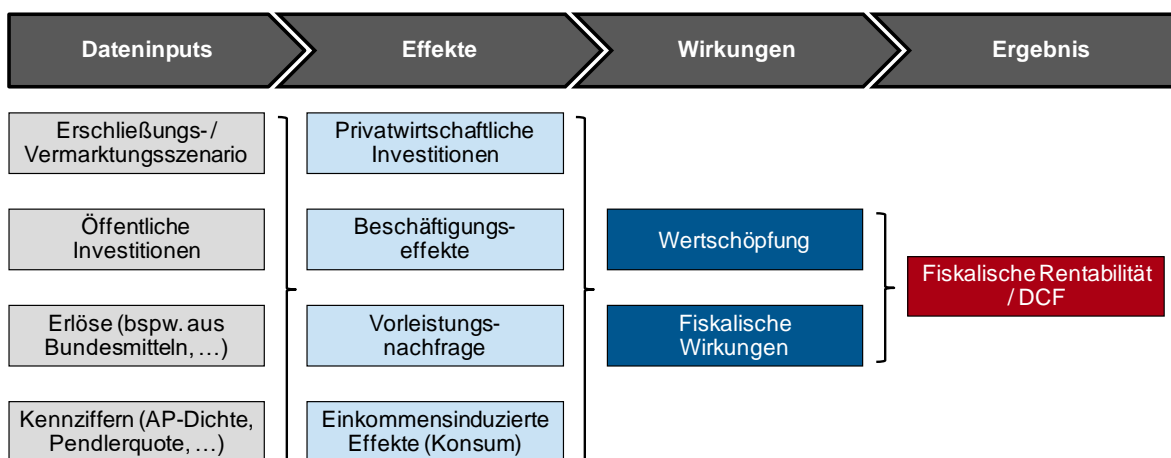 Dateninputs
Effekte
Wirkungen
Ergebnis
Erschließungs- /
Vermarktungsszenario
Öffentliche
Investitionen
Erlöse (bspw. aus
Bundesmitteln, …)
Kennziffern (AP-Dichte,
Pendlerquote, …)
Privatwirtschaftliche
Investitionen
Beschäftigungs-
effekte
Vorleistungs-
nachfrage
Einkommensinduzierte
Effekte (Konsum)
Wertschöpfung
Fiskalische
Wirkungen
Fiskalische Rentabilität
/ DCF